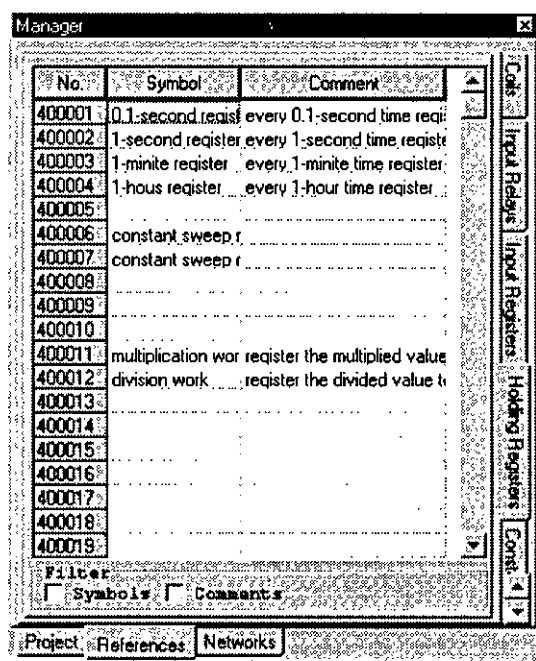 Manager
No. Symbol Comment
400001 0.1-second regist every 0.1-second time regi
400002 1-second register every 1-second time registe
400003 1-minite register every 1-minite time register
400004 1-hous register every 1-hour time register
400005
400006 constant sweep r
400007 constant sweep r
400008
400009
400010
400011 multiplication wor register the multiplied value
400012 division work register the divided value t
400013
400014
400015
400016
400017
400018
400019
Filter
Symbols Comments
Coils
Input Relays
Input Registers
Holding Registers
Const
Project References Networks